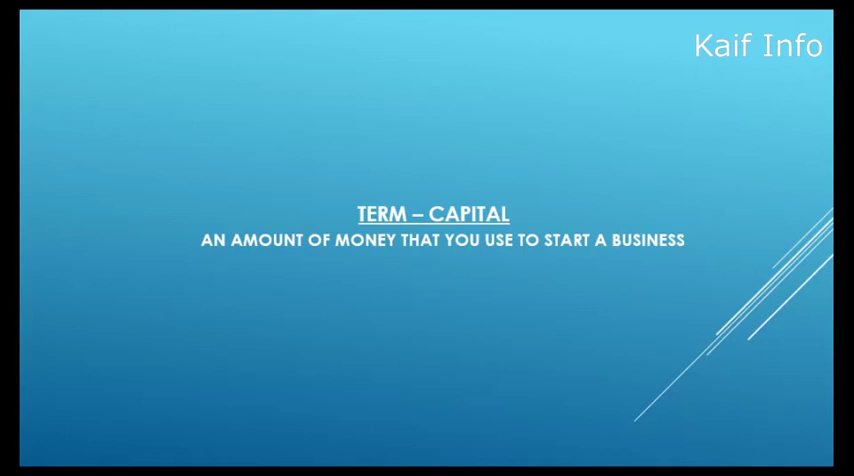 Kaif Info
TERM – CAPITAL
AN AMOUNT OF MONEY THAT YOU USE TO START A BUSINESS